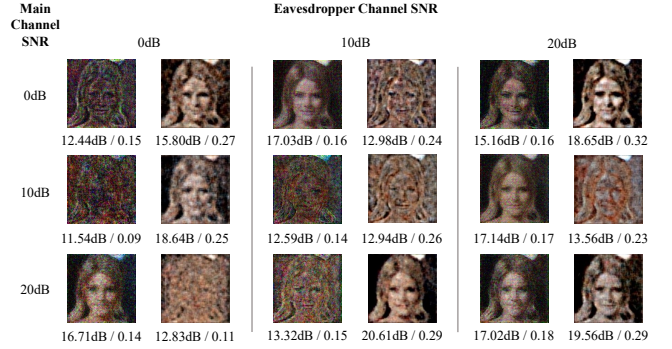 Main
Channel
SNR
Eavesdropper Channel SNR
0dB 10dB 20dB
0dB
12.44dB / 0.15 15.80dB / 0.27 17.03dB / 0.16 12.98dB / 0.24 15.16dB / 0.16 18.65dB / 0.32
10dB
11.54dB / 0.09 18.64B / 0.25 12.59dB / 0.14 12.94dB / 0.26 17.14dB / 0.17 13.56dB / 0.23
20dB
16.71dB / 0.14 12.83dB / 0.11 13.32dB / 0.15 20.61dB / 0.29 17.02dB / 0.18 19.56dB / 0.29